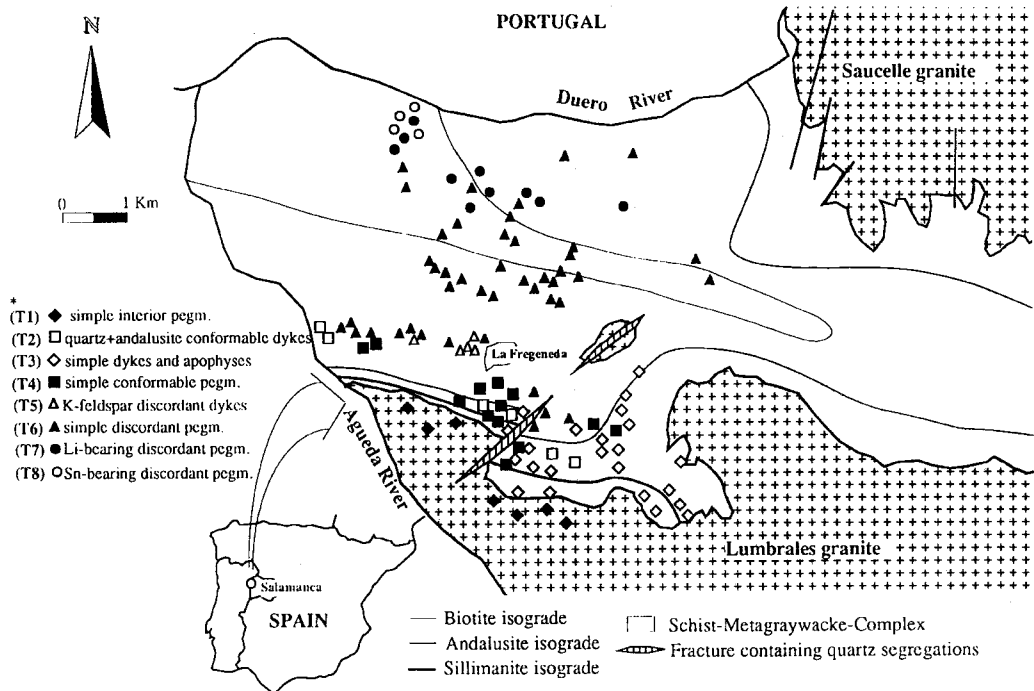 PORTUGAL
N
Saucelle granite
Duero River
0 1 Km
*
(T1) simple interior pegm.
(T2) quartz+andalusite conformable dykes
(T3) simple dykes and apophyses
(T4) simple conformable pegm.
(T5) K-feldspar discordant dykes
(T6) simple discordant pegm.
(T7) Li-bearing discordant pegm.
(T8) Sn-bearing discordant pegm.
La Fregeneda
Agueda River
Lumbrales granite
Salamanca
SPAIN
Biotite isograde
Andalusite isograde
Sillimanite isograde
Schist-Metagraywacke-Complex
Fracture containing quartz segregations